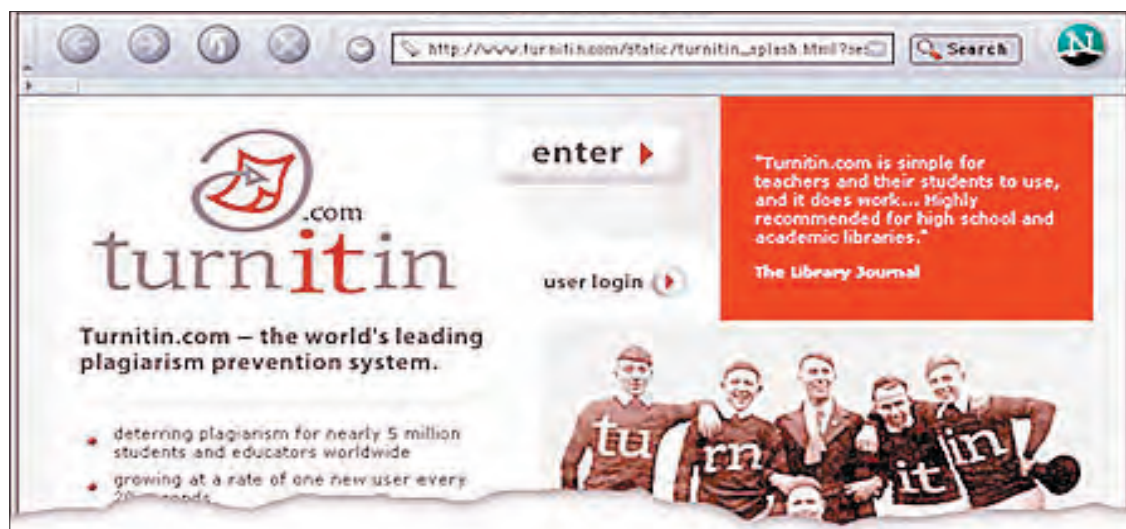 http://www.turnitin.com/static/turnitin_splash.html?se
Search
N
.com
turnitin
Turnitin.com – the world's leading
plagiarism prevention system.
deterring plagiarism for nearly 5 million
students and educators worldwide
growing at a rate of one new user every
enter
user login
"Turnitin.com is simple for
teachers and their students to use,
and it does work... Highly
recommended for high school and
academic libraries."
The Library Journal
tu rn it in